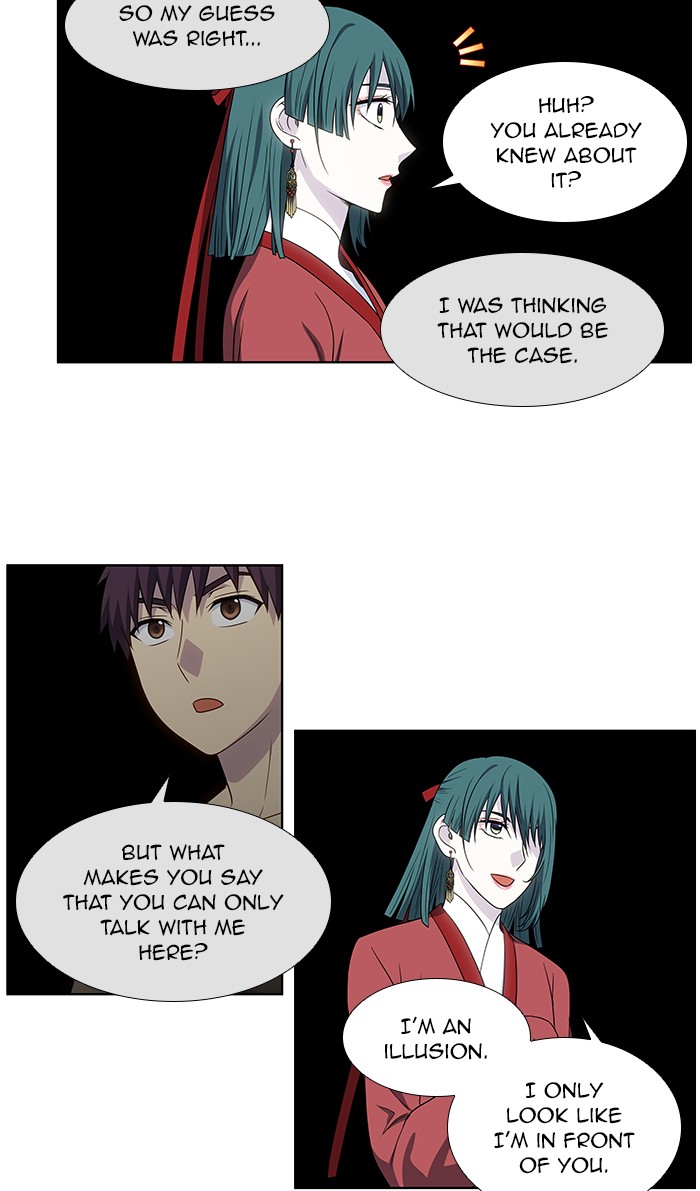 SO MY GUESS
WAS RIGHT...
HUH?
YOU ALREADY
KNEW ABOUT
IT?
I WAS THINKING
THAT WOULD BE
THE CASE.
BUT WHAT
MAKES YOU SAY
THAT YOU CAN ONLY
TALK WITH ME
HERE?
I'M AN
ILLUSION.
I ONLY
LOOK LIKE
I'M IN FRONT
OF YOU.